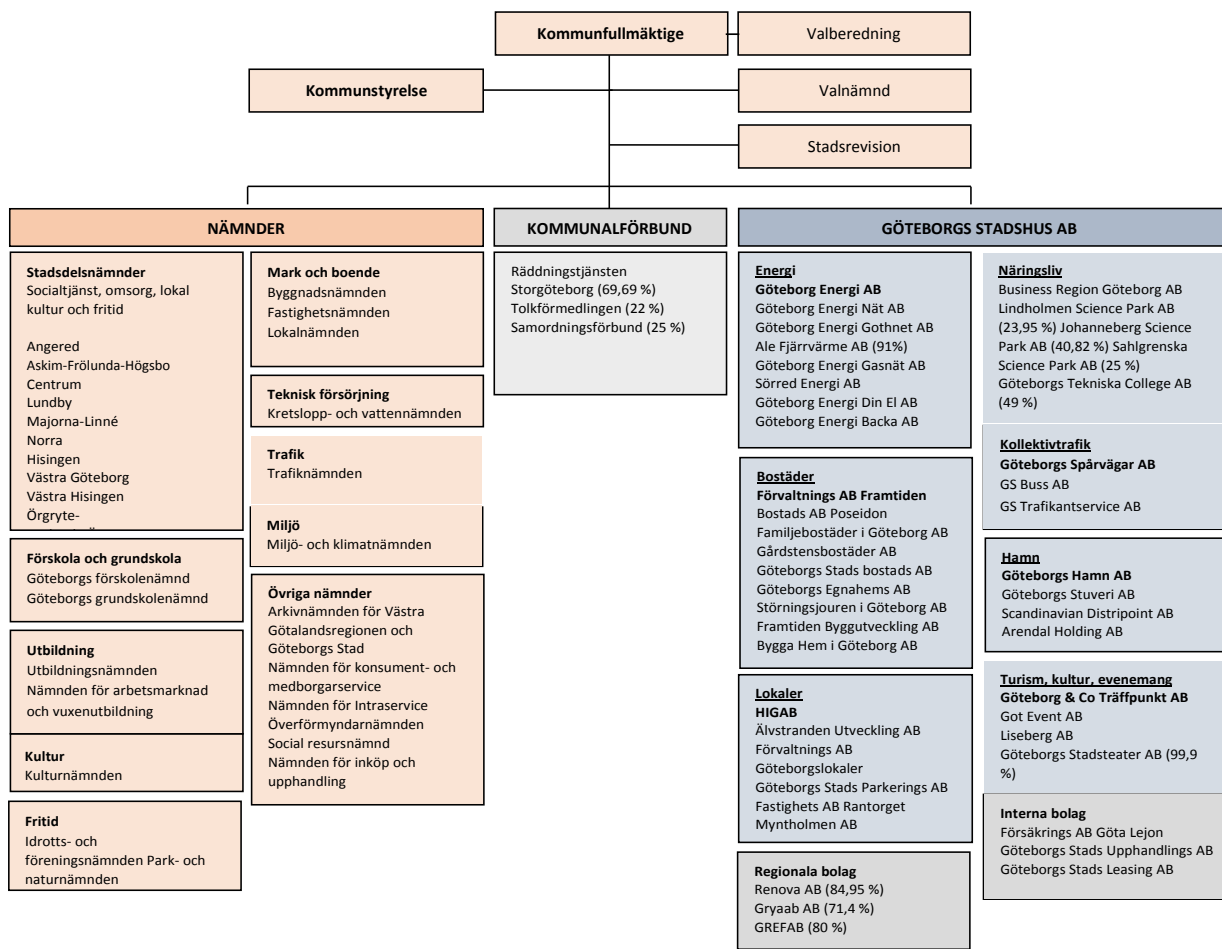 Kommunfullmäktige
Valberedning
Kommunstyrelse
Valnämnd
Stadsrevision
NÄMNDER
Stadsdelsnämnder
Socialtjänst, omsorg, lokal
kultur och fritid
Angered
Askim-Frölunda-Högsbo
Centrum
Lundby
Majorna-Linné
Norra
Hisingen
Västra Göteborg
Västra Hisingen
Örgryte-
Förskola och grundskola
Göteborgs förskolenämnd
Göteborgs grundskolenämnd
Utbildning
Utbildningsnämnden
Nämnden för arbetsmarknad
och vuxenutbildning
Kultur
Kulturnämnden
Fritid
Idrotts- och
föreningsnämnden Park- och
naturnämnden
Mark och boende
Byggnadsnämnden
Fastighetsnämnden
Lokalnämnden
Teknisk försörjning
Kretslopp- och vattennämnden
Trafik
Trafiknämnden
Miljö
Miljö- och klimatnämnden
Övriga nämnder
Arkivnämnden för Västra
Götalandsregionen och
Göteborgs Stad
Nämnden för konsument- och
medborgarservice
Nämnden för Intraservice
Överförmyndarnämnden
Social resursnämnd
Nämnden för inköp och
upphandling
KOMMUNALFÖRBUND
Räddningstjänsten
Storgöteborg (69,69 %)
Tolkförmedlingen (22 %)
Samordningsförbund (25 %)
GÖTEBORGS STADSHUS AB
Energi
Göteborg Energi AB
Göteborg Energi Nät AB
Göteborg Energi Gothnet AB
Ale Fjärrvärme AB (91%)
Göteborg Energi Gasnät AB
Sörred Energi AB
Göteborg Energi Din El AB
Göteborg Energi Backa AB
Bostäder
Förvaltnings AB Framtiden
Bostads AB Poseidon
Familjebostäder i Göteborg AB
Gårdstensbostäder AB
Göteborgs Stads bostads AB
Göteborgs Egnahems AB
Störningsjouren i Göteborg AB
Framtiden Byggutveckling AB
Bygga Hem i Göteborg AB
Lokaler
HIGAB
Älvstranden Utveckling AB
Förvaltnings AB
Göteborgslokaler
Göteborgs Stads Parkerings AB
Fastighets AB Rantorget
Myntholmen AB
Regionala bolag
Renova AB (84,95 %)
Gryaab AB (71,4 %)
GREFAB (80 %)
Näringsliv
Business Region Göteborg AB
Lindholmen Science Park AB
(23,95 %) Johanneberg Science
Park AB (40,82 %) Sahlgrenska
Science Park AB (25 %)
Göteborgs Tekniska College AB
(49 %)
Kollektivtrafik
Göteborgs Spårvägar AB
GS Buss AB
GS Trafikantservice AB
Hamn
Göteborgs Hamn AB
Göteborgs Stuveri AB
Scandinavian Distripoint AB
Arendal Holding AB
Turism, kultur, evenemang
Göteborg & Co Träffpunkt AB
Got Event AB
Liseberg AB
Göteborgs Stadsteater AB (99,9
%)
Interna bolag
Försäkrings AB Göta Lejon
Göteborgs Stads Upphandlings AB
Göteborgs Stads Leasing AB